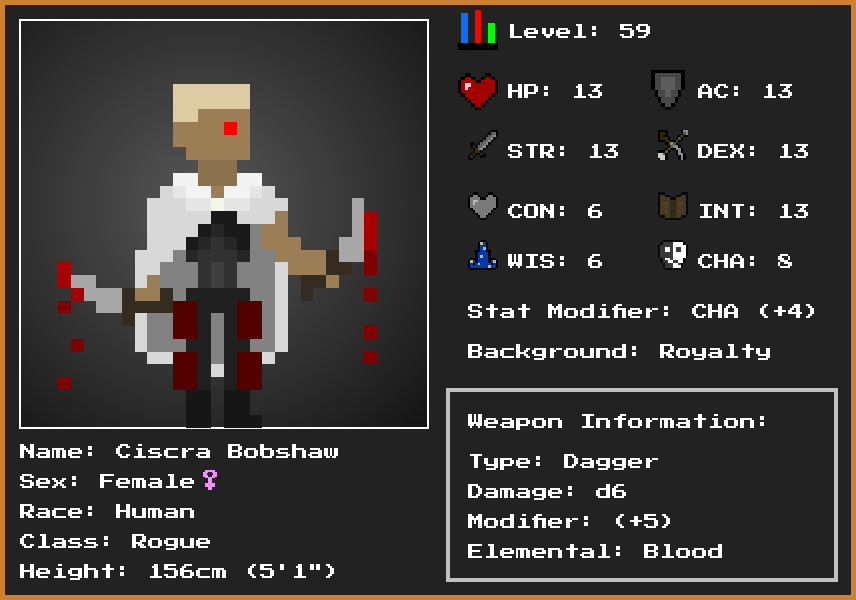 Level: 59
HP: 13 AC: 13
STR: 13 DEX: 13
CON: 6 INT: 13
WIS: 6 CHA: 8
Stat Modifier: CHA (+4)
Background: Royalty
Weapon Information:
Type: Dagger
Damage: d6
Modifier: (+5)
Elemental: Blood
Name: Ciscra Bobshaw
Sex: Female♀
Race: Human
Class: Rogue
Height: 156cm (5'1")